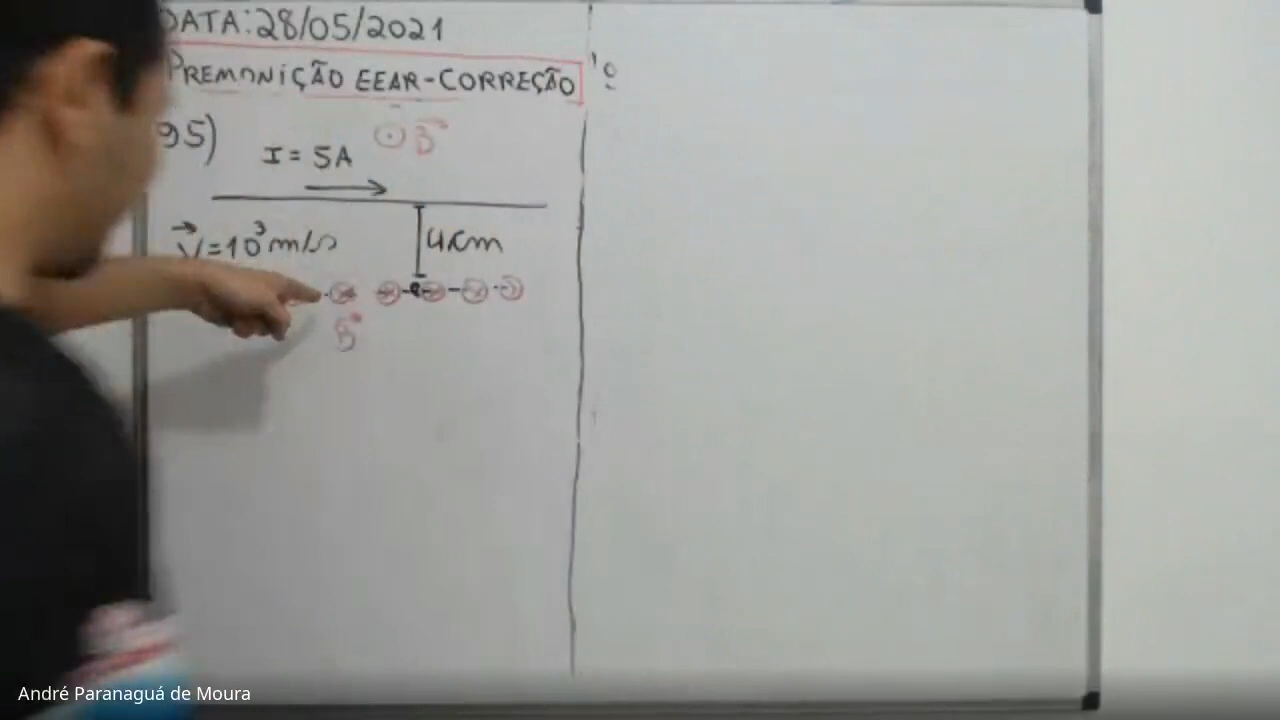 DATA: 28/05/2021
PREMONIÇÃO EEAR-CORREÇÃO
95)
I = 5A
B
V = 10³ m/s
4cm
B
André Paranaguá de Moura